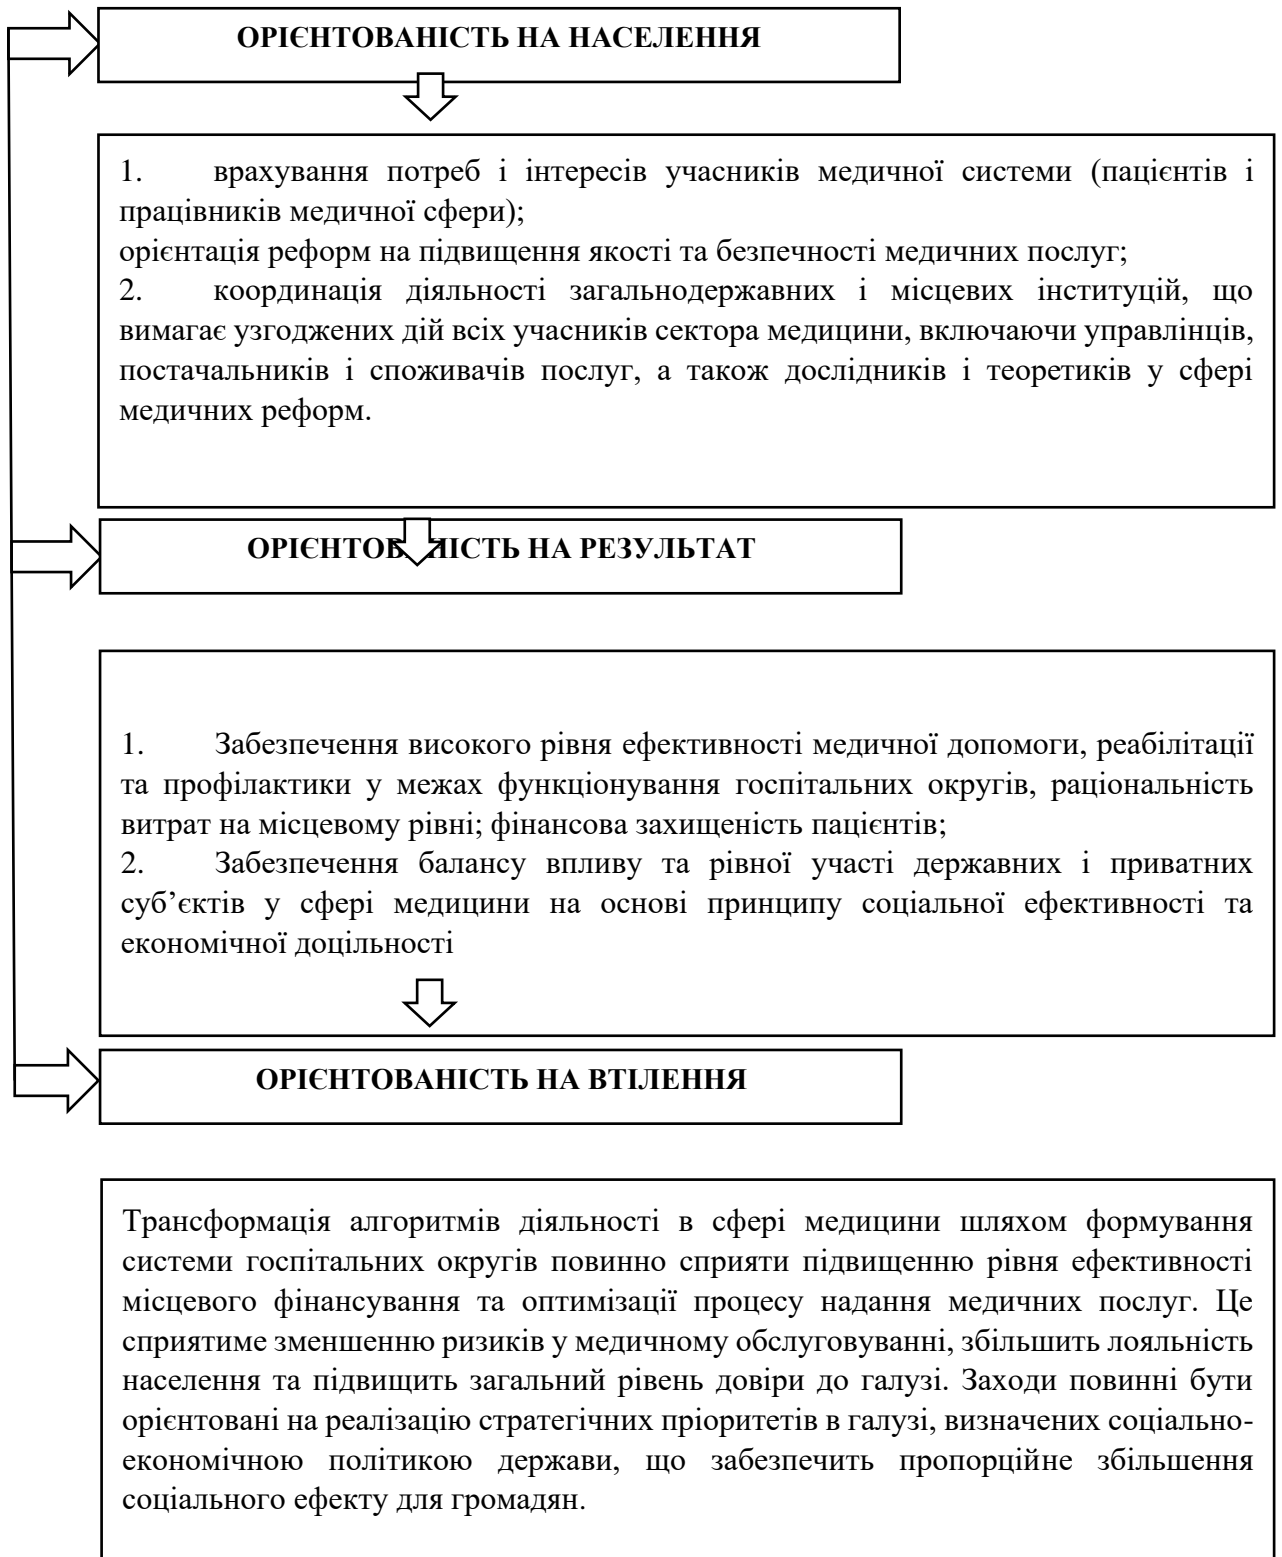 ОРІЄНТОВАНІСТЬ НА НАСЕЛЕННЯ
1. врахування потреб і інтересів учасників медичної системи (пацієнтів і
працівників медичної сфери);
орієнтація реформ на підвищення якості та безпечності медичних послуг;
2. координація діяльності загальнодержавних і місцевих інституцій, що
вимагає узгоджених дій всіх учасників сектора медицини, включаючи управлінців,
постачальників і споживачів послуг, а також дослідників і теоретиків у сфері
медичних реформ.
ОРІЄНТОВАНІСТЬ НА РЕЗУЛЬТАТ
1. Забезпечення високого рівня ефективності медичної допомоги, реабілітації
та профілактики у межах функціонування госпітальних округів, раціональність
витрат на місцевому рівні; фінансова захищеність пацієнтів;
2. Забезпечення балансу впливу та рівної участі державних і приватних
суб’єктів у сфері медицини на основі принципу соціальної ефективності та
економічної доцільності
ОРІЄНТОВАНІСТЬ НА ВТІЛЕННЯ
Трансформація алгоритмів діяльності в сфері медицини шляхом формування
системи госпітальних округів повинно сприяти підвищенню рівня ефективності
місцевого фінансування та оптимізації процесу надання медичних послуг. Це
сприятиме зменшенню ризиків у медичному обслуговуванні, збільшить лояльність
населення та підвищить загальний рівень довіри до галузі. Заходи повинні бути
орієнтовані на реалізацію стратегічних пріоритетів в галузі, визначених соціально-
економічною політикою держави, що забезпечить пропорційне збільшення
соціального ефекту для громадян.